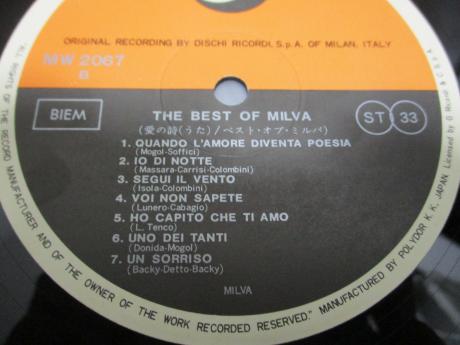 ORIGINAL RECORDING BY DISCHI RICORDI, S.p.A. OF MILAN, ITALY
MW 2067
B
BIEM
ST 33
THE BEST OF MILVA
(愛の詩(うた)/ベスト・オブ・ミルバ)
1. QUANDO L'AMORE DIVENTA POESIA
(Mogol-Soffici)
2. IO DI NOTTE
(Massara-Carrisi-Colombini)
3. SEGUI IL VENTO
(Isola-Colombini)
4. VOI NON SAPETE
(Lunero-Cabagio)
5. HO CAPITO CHE TI AMO
(L. Tenco)
6. UNO DEI TANTI
(Donida-Mogol)
7. UN SORRISO
(Backy-Detto-Backy)
MILVA
"ALL RIGHTS OF THE RECORD MANUFACTURER AND OF THE OWNER OF THE WORK RECORDED RESERVED." MANUFACTURED BY POLYDOR K.K. JAPAN Licensed by